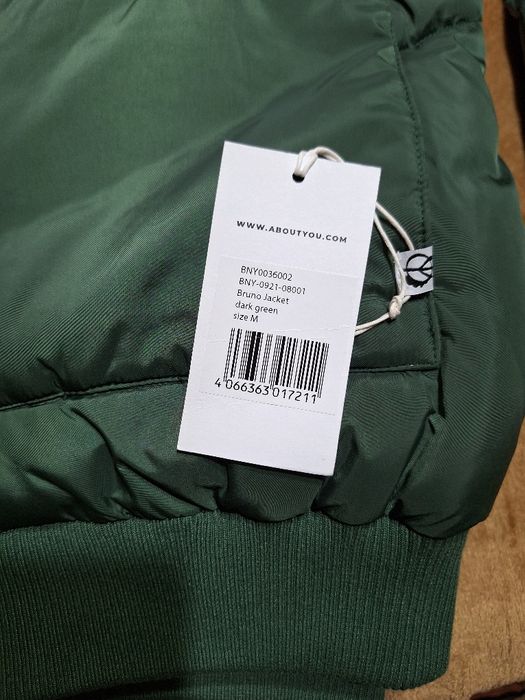 WWW.ABOUTYOU.COM
BNY0036002
BNY-0921-08001
Bruno Jacket
dark green
size M
4 066363 017211